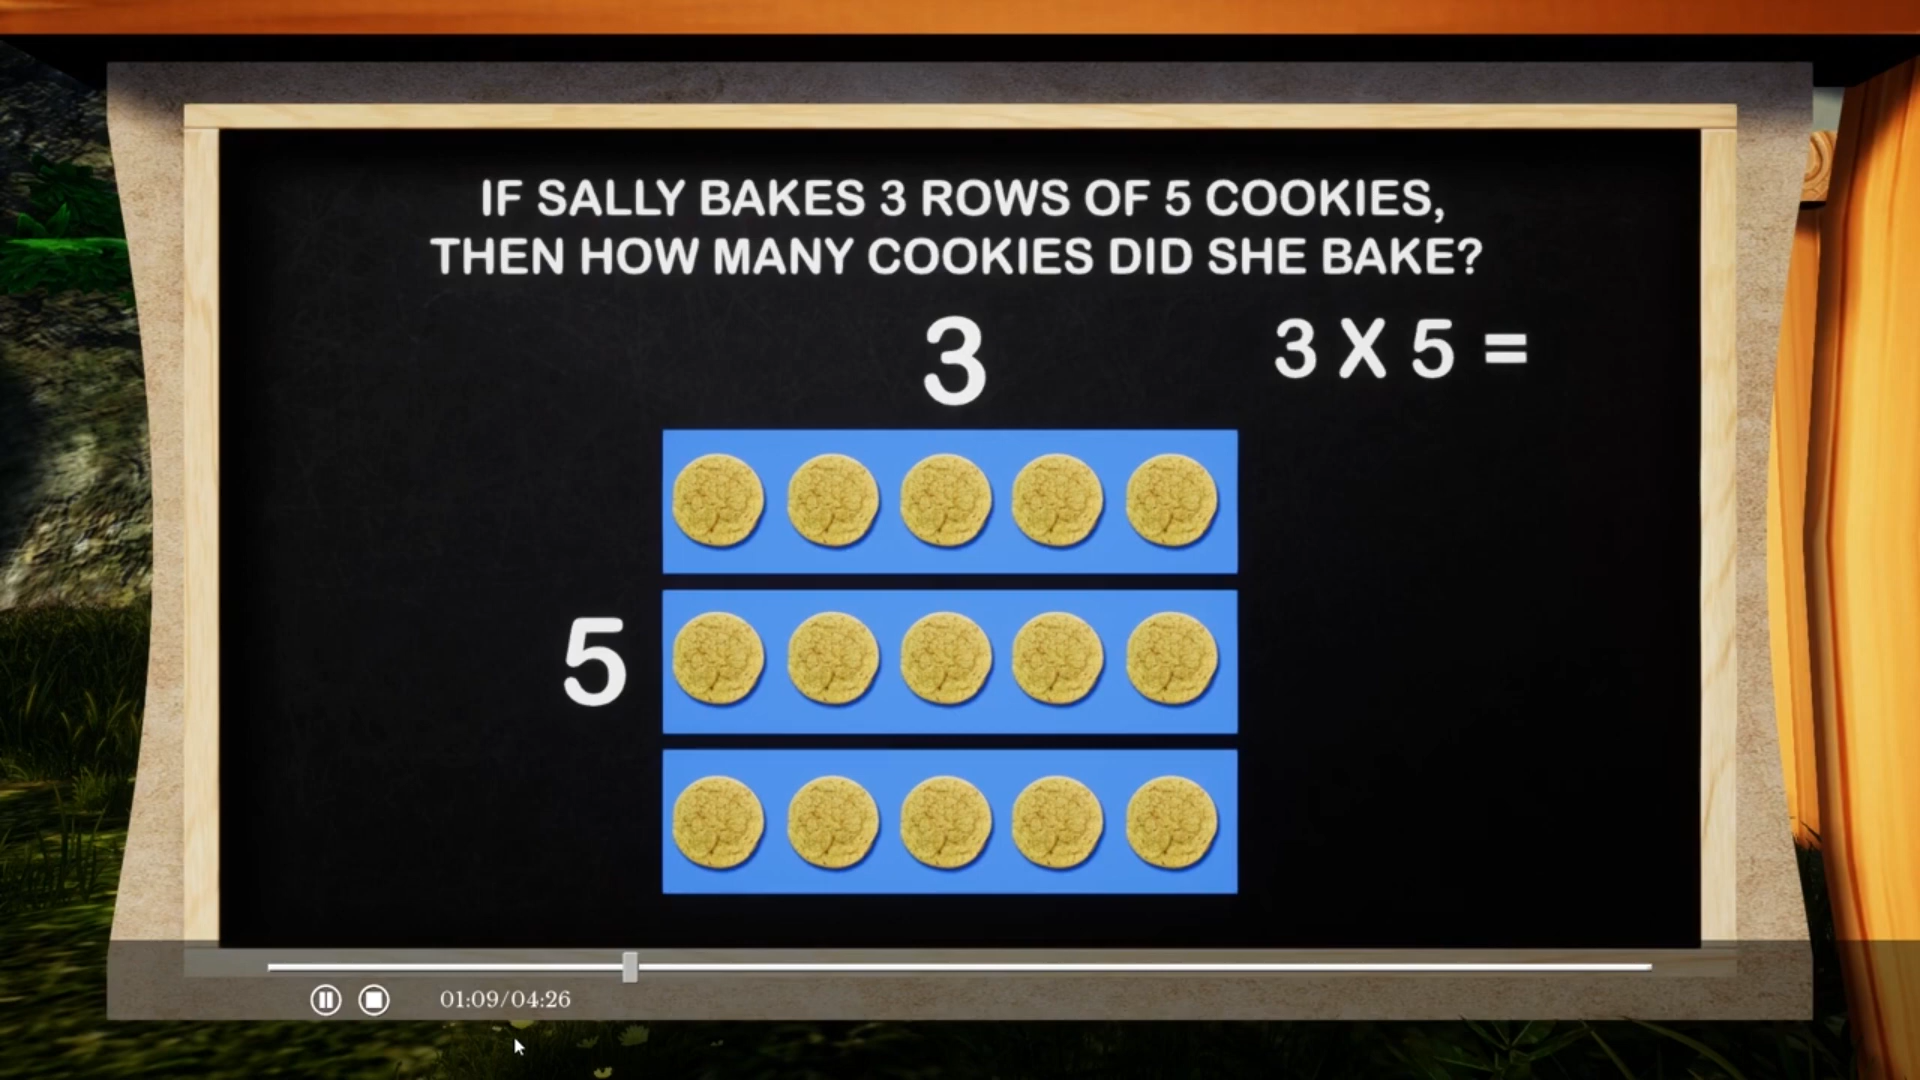 IF SALLY BAKES 3 ROWS OF 5 COOKIES,
THEN HOW MANY COOKIES DID SHE BAKE?
3
3 X 5 =
5
01:09/04:26